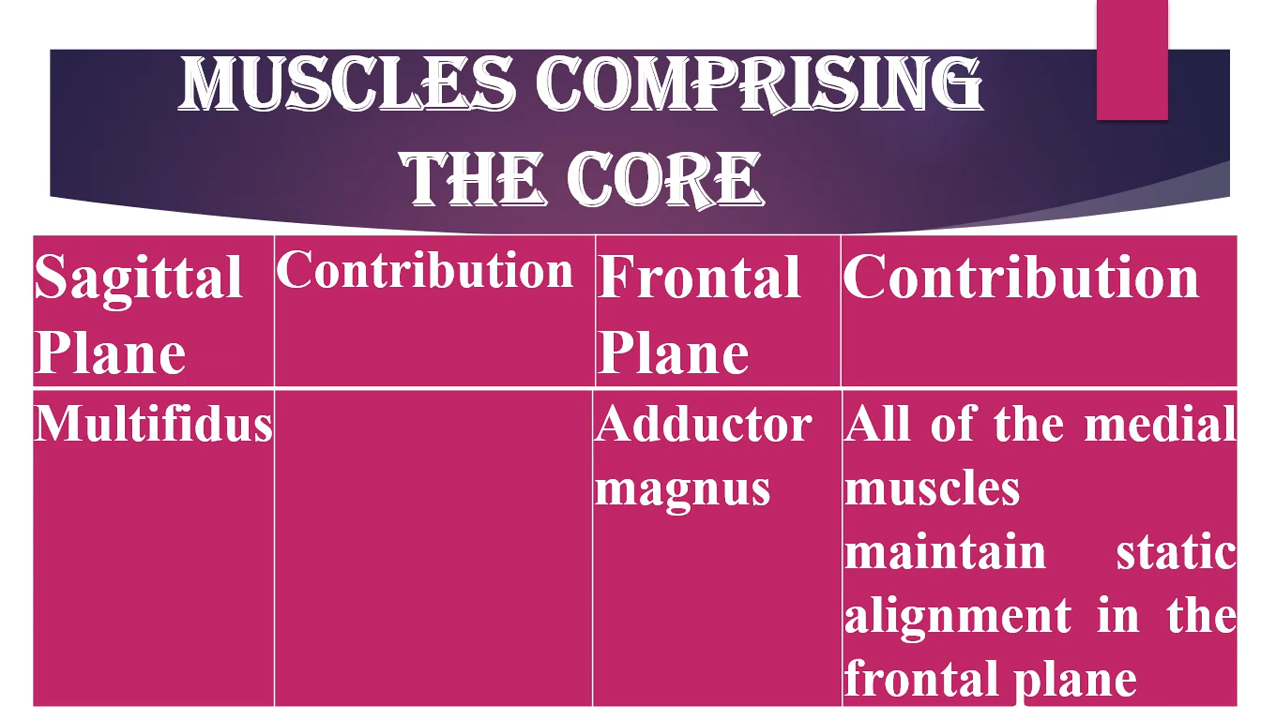 MUSCLES COMPRISING
THE CORE
Sagittal
Plane
Contribution
Frontal
Plane
Contribution
Multifidus
Adductor
magnus
All of the medial
muscles
maintain static
alignment in the
frontal plane